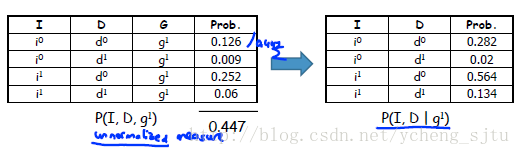 I D G Prob.
i⁰ d⁰ g¹ 0.126
i⁰ d¹ g¹ 0.009
i¹ d⁰ g¹ 0.252
i¹ d¹ g¹ 0.06
P(I, D, g¹)
0.447
unnormalized measure
I D Prob.
i⁰ d⁰ 0.282
i⁰ d¹ 0.02
i¹ d⁰ 0.564
i¹ d¹ 0.134
P(I, D | g¹)
http://blog.csdn.net/ycheng_sjtu